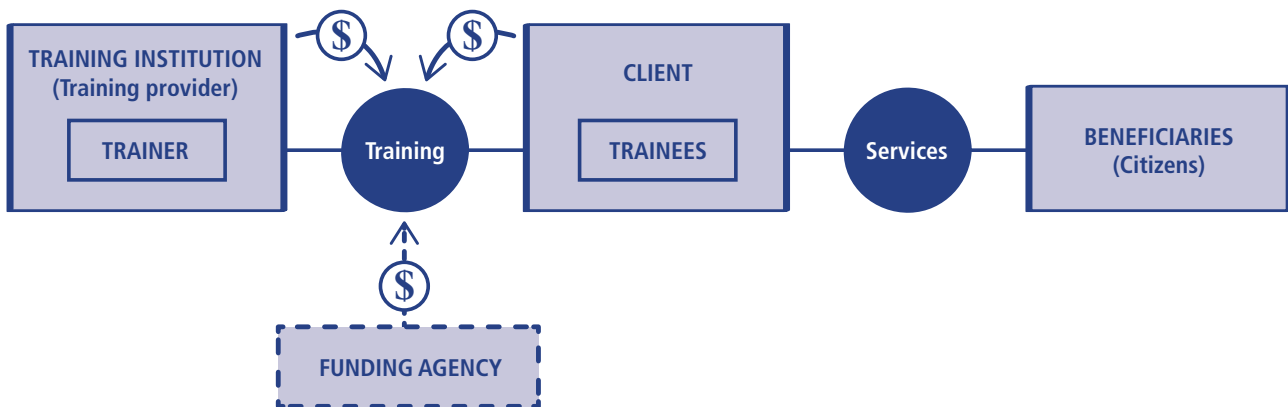 $
$
TRAINING INSTITUTION
(Training provider)
TRAINER
Training
CLIENT
TRAINEES
Services
BENEFICIARIES
(Citizens)
$
FUNDING AGENCY